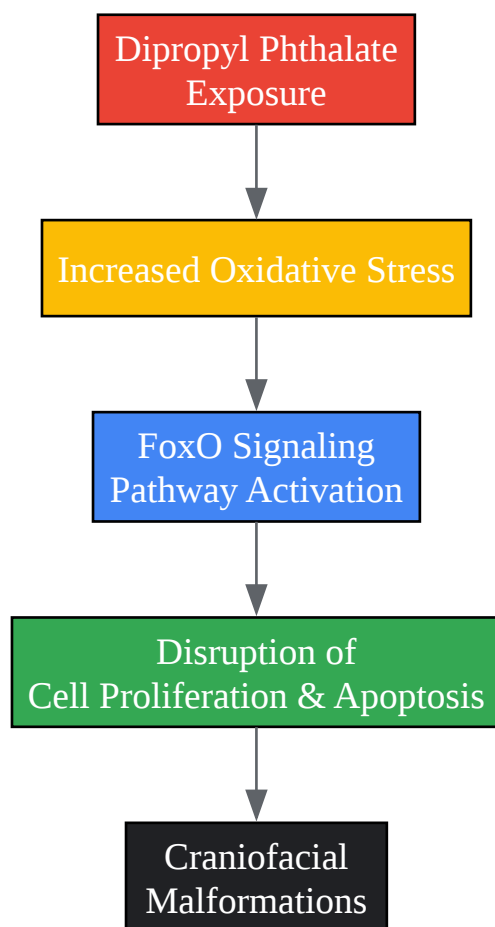 Dipropyl Phthalate
Exposure
Increased Oxidative Stress
FoxO Signaling
Pathway Activation
Disruption of
Cell Proliferation & Apoptosis
Craniofacial
Malformations